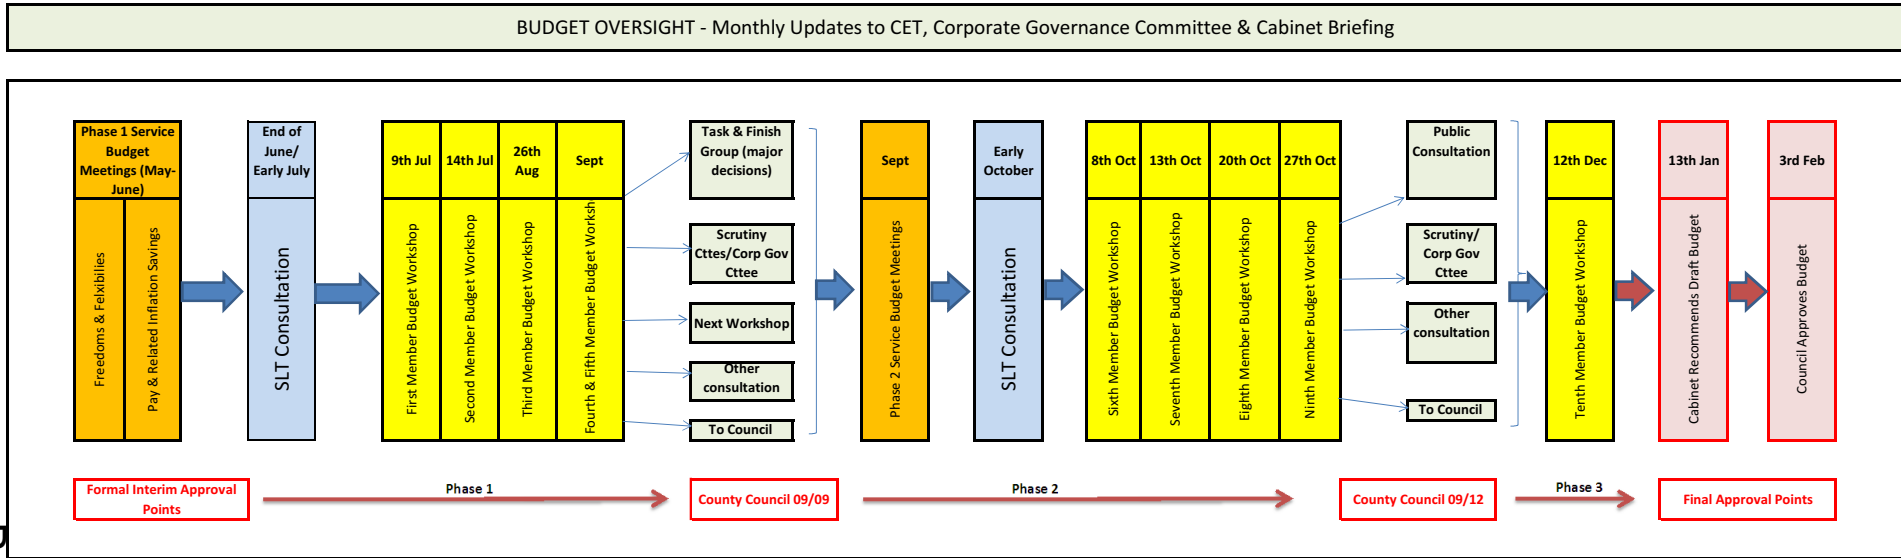 BUDGET OVERSIGHT - Monthly Updates to CET, Corporate Governance Committee & Cabinet Briefing
Phase 1 Service
Budget
Meetings (May-
June)
Freedoms & Felxibilies
Pay & Related Inflation Savings
End of
June/
Early July
SLT Consultation
9th Jul
First Member Budget Workshop
14th Jul
Second Member Budget Workshop
26th
Aug
Third Member Budget Workshop
Sept
Fourth & Fifth Member Budget Worksh
Task & Finish
Group (major
decisions)
Scrutiny
Cttes/Corp Gov
Cttee
Next Workshop
Other
consultation
To Council
Sept
Phase 2 Service Budget Meetings
Early
October
SLT Consultation
8th Oct
Sixth Member Budget Workshop
13th Oct
Seventh Member Budget Workshop
20th Oct
Eighth Member Budget Workshop
27th Oct
Ninth Member Budget Workshop
Public
Consultation
Scrutiny/
Corp Gov
Cttee
Other
consultation
To Council
12th Dec
Tenth Member Budget Workshop
13th Jan
Cabinet Recommends Draft Budget
3rd Feb
Council Approves Budget
Formal Interim Approval
Points
Phase 1
County Council 09/09
Phase 2
County Council 09/12
Phase 3
Final Approval Points